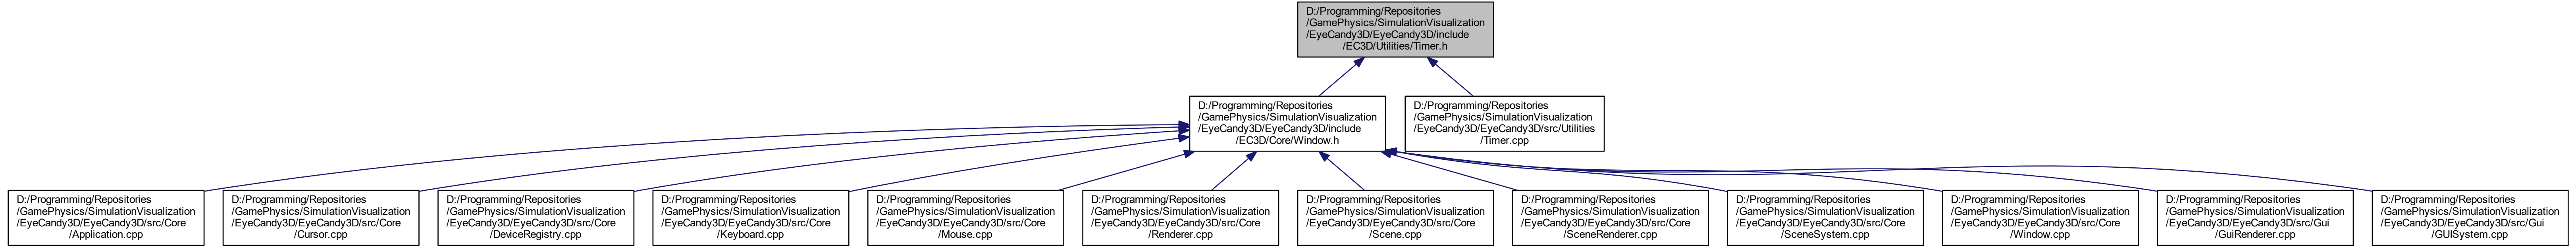 D:/Programming/Repositories
/GamePhysics/SimulationVisualization
/EyeCandy3D/EyeCandy3D/include
/EC3D/Utilities/Timer.h
D:/Programming/Repositories
/GamePhysics/SimulationVisualization
/EyeCandy3D/EyeCandy3D/include
/EC3D/Core/Window.h
D:/Programming/Repositories
/GamePhysics/SimulationVisualization
/EyeCandy3D/EyeCandy3D/src/Utilities
/Timer.cpp
D:/Programming/Repositories
/GamePhysics/SimulationVisualization
/EyeCandy3D/EyeCandy3D/src/Core
/Application.cpp
D:/Programming/Repositories
/GamePhysics/SimulationVisualization
/EyeCandy3D/EyeCandy3D/src/Core
/Cursor.cpp
D:/Programming/Repositories
/GamePhysics/SimulationVisualization
/EyeCandy3D/EyeCandy3D/src/Core
/DeviceRegistry.cpp
D:/Programming/Repositories
/GamePhysics/SimulationVisualization
/EyeCandy3D/EyeCandy3D/src/Core
/Keyboard.cpp
D:/Programming/Repositories
/GamePhysics/SimulationVisualization
/EyeCandy3D/EyeCandy3D/src/Core
/Mouse.cpp
D:/Programming/Repositories
/GamePhysics/SimulationVisualization
/EyeCandy3D/EyeCandy3D/src/Core
/Renderer.cpp
D:/Programming/Repositories
/GamePhysics/SimulationVisualization
/EyeCandy3D/EyeCandy3D/src/Core
/Scene.cpp
D:/Programming/Repositories
/GamePhysics/SimulationVisualization
/EyeCandy3D/EyeCandy3D/src/Core
/SceneRenderer.cpp
D:/Programming/Repositories
/GamePhysics/SimulationVisualization
/EyeCandy3D/EyeCandy3D/src/Core
/SceneSystem.cpp
D:/Programming/Repositories
/GamePhysics/SimulationVisualization
/EyeCandy3D/EyeCandy3D/src/Core
/Window.cpp
D:/Programming/Repositories
/GamePhysics/SimulationVisualization
/EyeCandy3D/EyeCandy3D/src/Gui
/GuiRenderer.cpp
D:/Programming/Repositories
/GamePhysics/SimulationVisualization
/EyeCandy3D/EyeCandy3D/src/Gui
/GUISystem.cpp